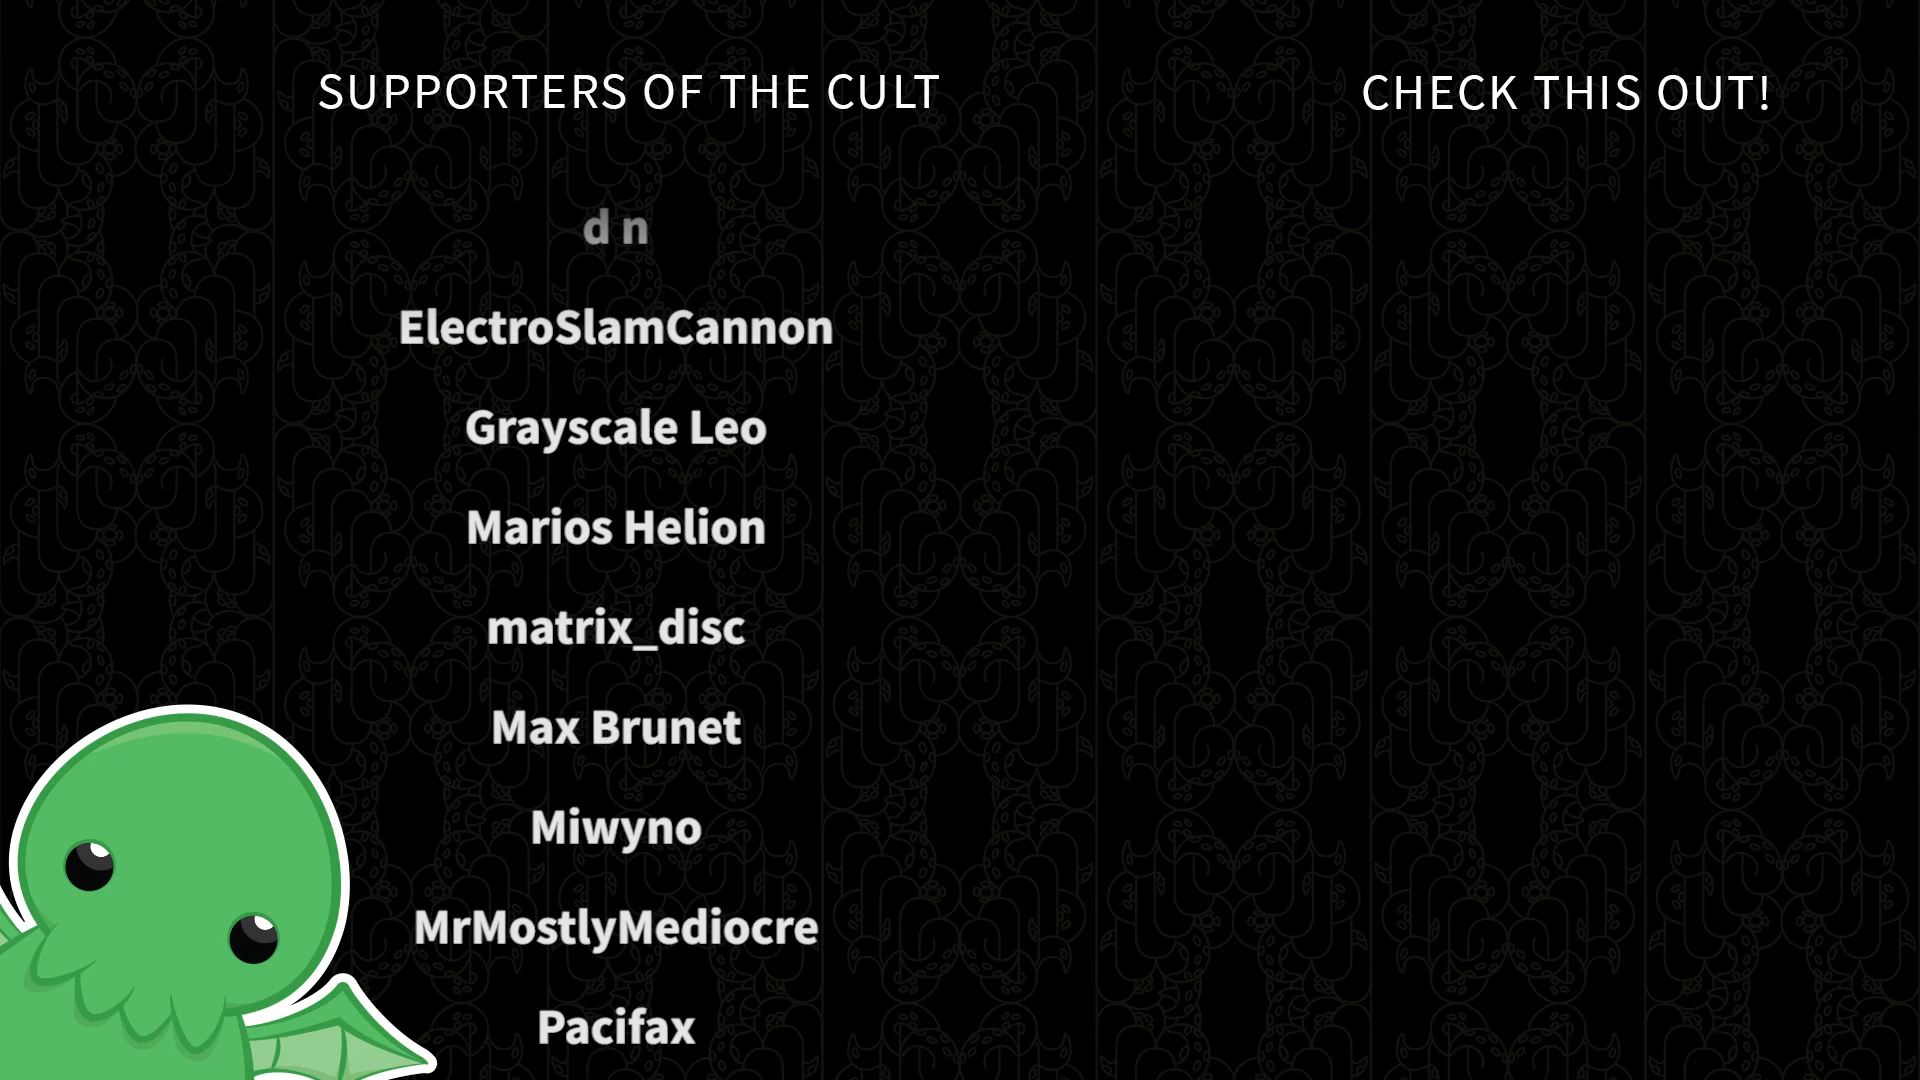 SUPPORTERS OF THE CULT
CHECK THIS OUT!
d n
ElectroSlamCannon
Grayscale Leo
Marios Helion
matrix_disc
Max Brunet
Miwyno
MrMostlyMediocre
Pacifax